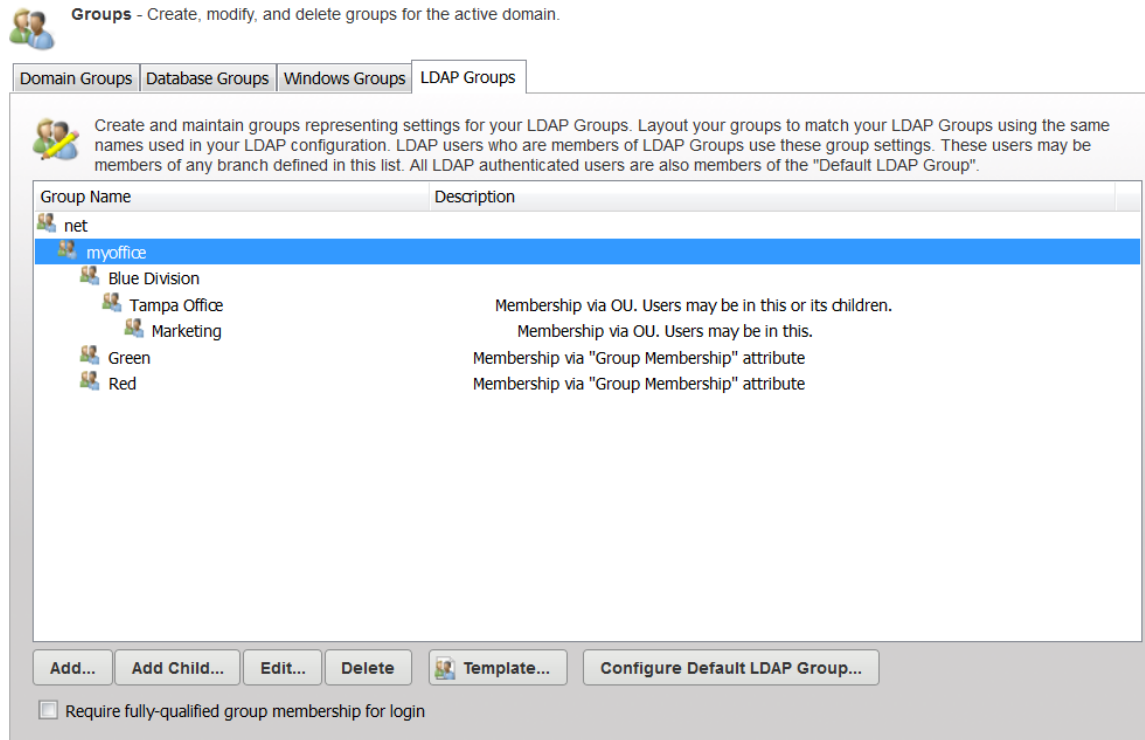 Groups - Create, modify, and delete groups for the active domain.
Domain Groups Database Groups Windows Groups LDAP Groups
Create and maintain groups representing settings for your LDAP Groups. Layout your groups to match your LDAP Groups using the same
names used in your LDAP configuration. LDAP users who are members of LDAP Groups use these group settings. These users may be
members of any branch defined in this list. All LDAP authenticated users are also members of the "Default LDAP Group".
Group Name Description
net
myoffice
Blue Division
Tampa Office Membership via OU. Users may be in this or its children.
Marketing Membership via OU. Users may be in this.
Green Membership via "Group Membership" attribute
Red Membership via "Group Membership" attribute
Add... Add Child... Edit... Delete Template... Configure Default LDAP Group...
Require fully-qualified group membership for login